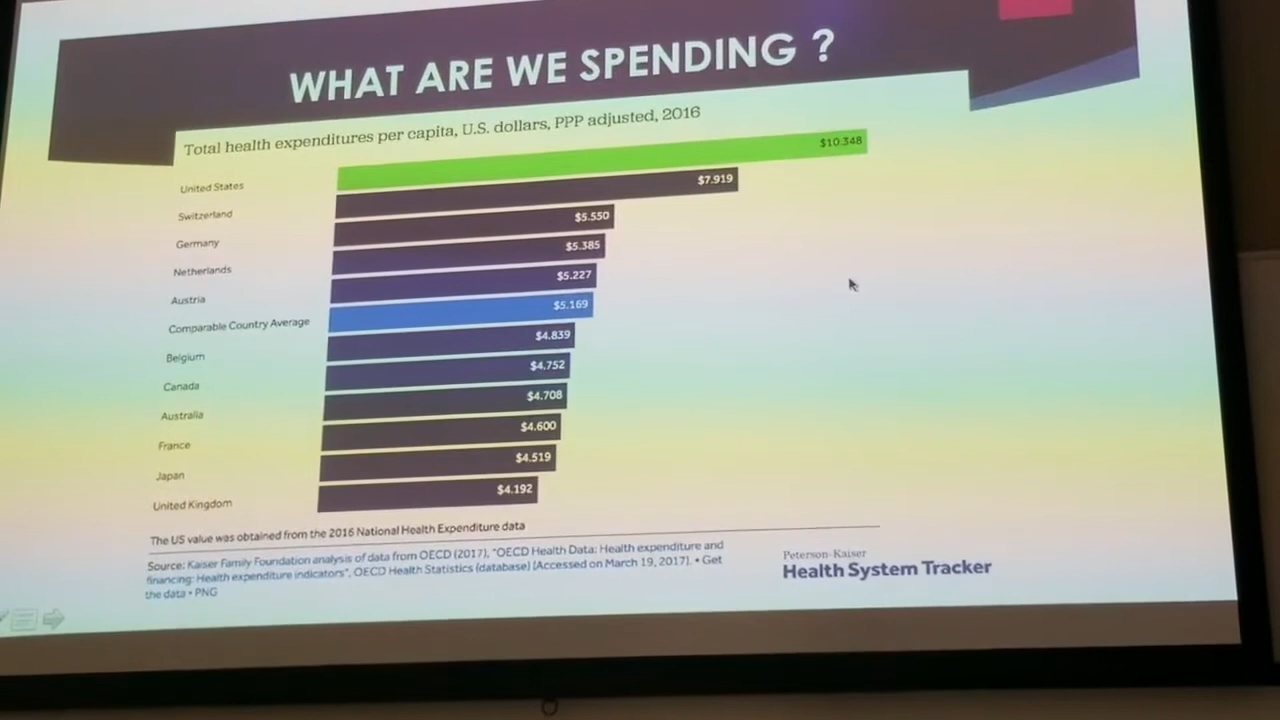 WHAT ARE WE SPENDING ?
Total health expenditures per capita, U.S. dollars, PPP adjusted, 2016
United States $10.348
Switzerland $7.919
Germany $5.550
Netherlands $5.385
Austria $5.227
Comparable Country Average $5.169
Belgium $4.839
Canada $4.752
Australia $4.708
France $4.600
Japan $4.519
United Kingdom $4.192
The US value was obtained from the 2016 National Health Expenditure data
Source: Kaiser Family Foundation analysis of data from OECD (2017), "OECD Health Data: Health expenditure and
financing: Health expenditure indicators", OECD Health Statistics (database) (Accessed on March 19, 2017). • Get
the data • PNG
Peterson-Kaiser
Health System Tracker